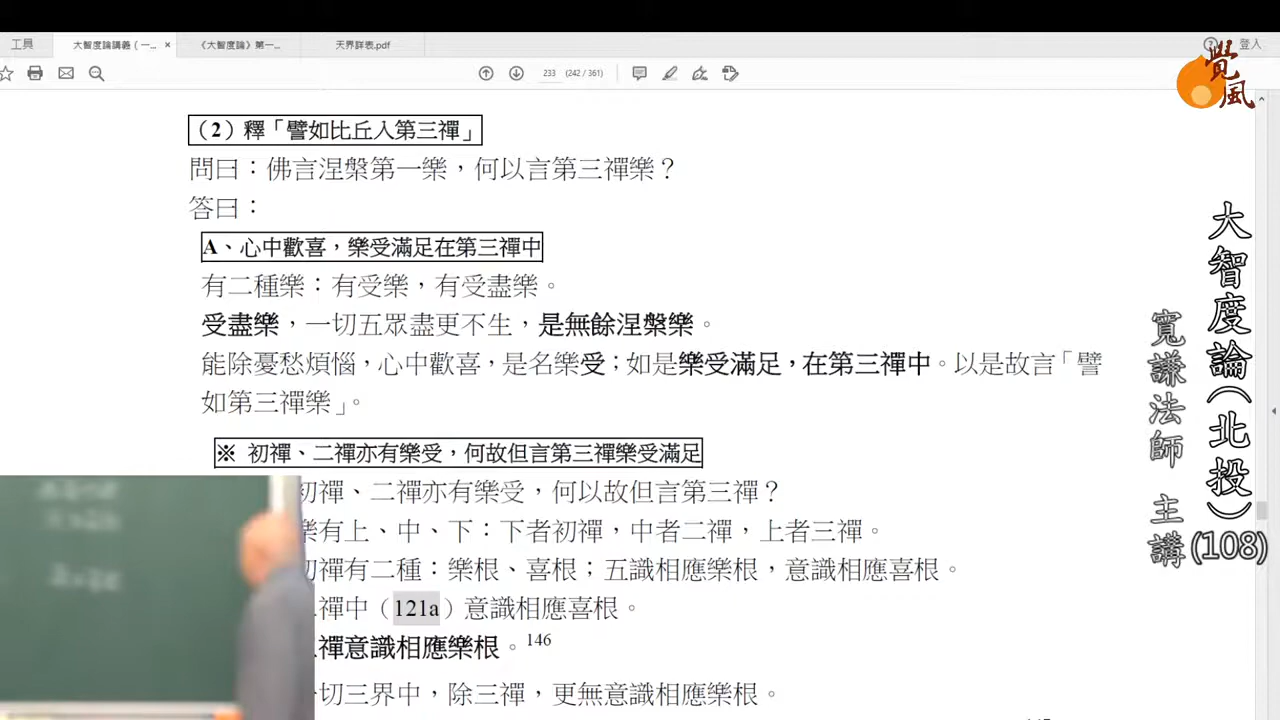 工具
大智度論講義（一... ×
《大智度論》第一...
天界詳表.pdf
登入
233 (242 / 361)
覺風
（2）釋「譬如比丘入第三禪」
問曰：佛言涅槃第一樂，何以言第三禪樂？
答曰：
A、心中歡喜，樂受滿足在第三禪中
有二種樂：有受樂，有受盡樂。
受盡樂，一切五眾盡更不生，是無餘涅槃樂。
能除憂愁煩惱，心中歡喜，是名樂受；如是樂受滿足，在第三禪中。以是故言「譬
如第三禪樂」。
※ 初禪、二禪亦有樂受，何故但言第三禪樂受滿足
初禪、二禪亦有樂受，何以故但言第三禪？
樂有上、中、下：下者初禪，中者二禪，上者三禪。
初禪有二種：樂根、喜根；五識相應樂根，意識相應喜根。
禪中（121a）意識相應喜根。
禪意識相應樂根。146
切三界中，除三禪，更無意識相應樂根。
大智度論（北投）(108)
寬謙法師 主講